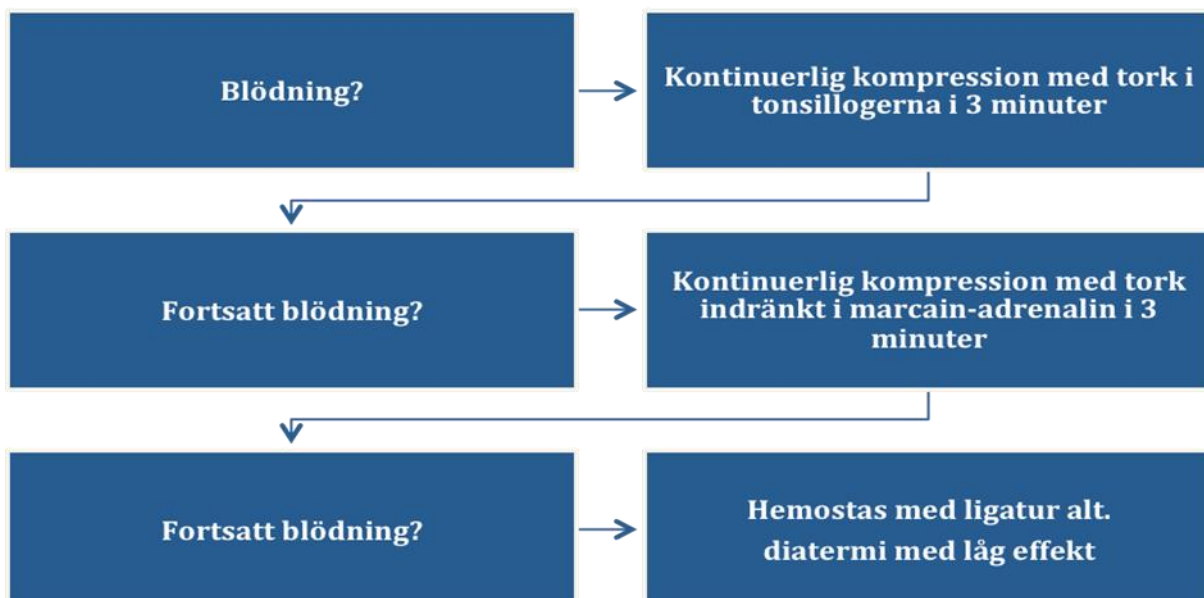 Blödning?
Kontinuerlig kompression med tork i
tonsillogerna i 3 minuter
Fortsatt blödning?
Kontinuerlig kompression med tork
indränkt i marcain-adrenalin i 3
minuter
Fortsatt blödning?
Hemostas med ligatur alt.
diatermi med låg effekt